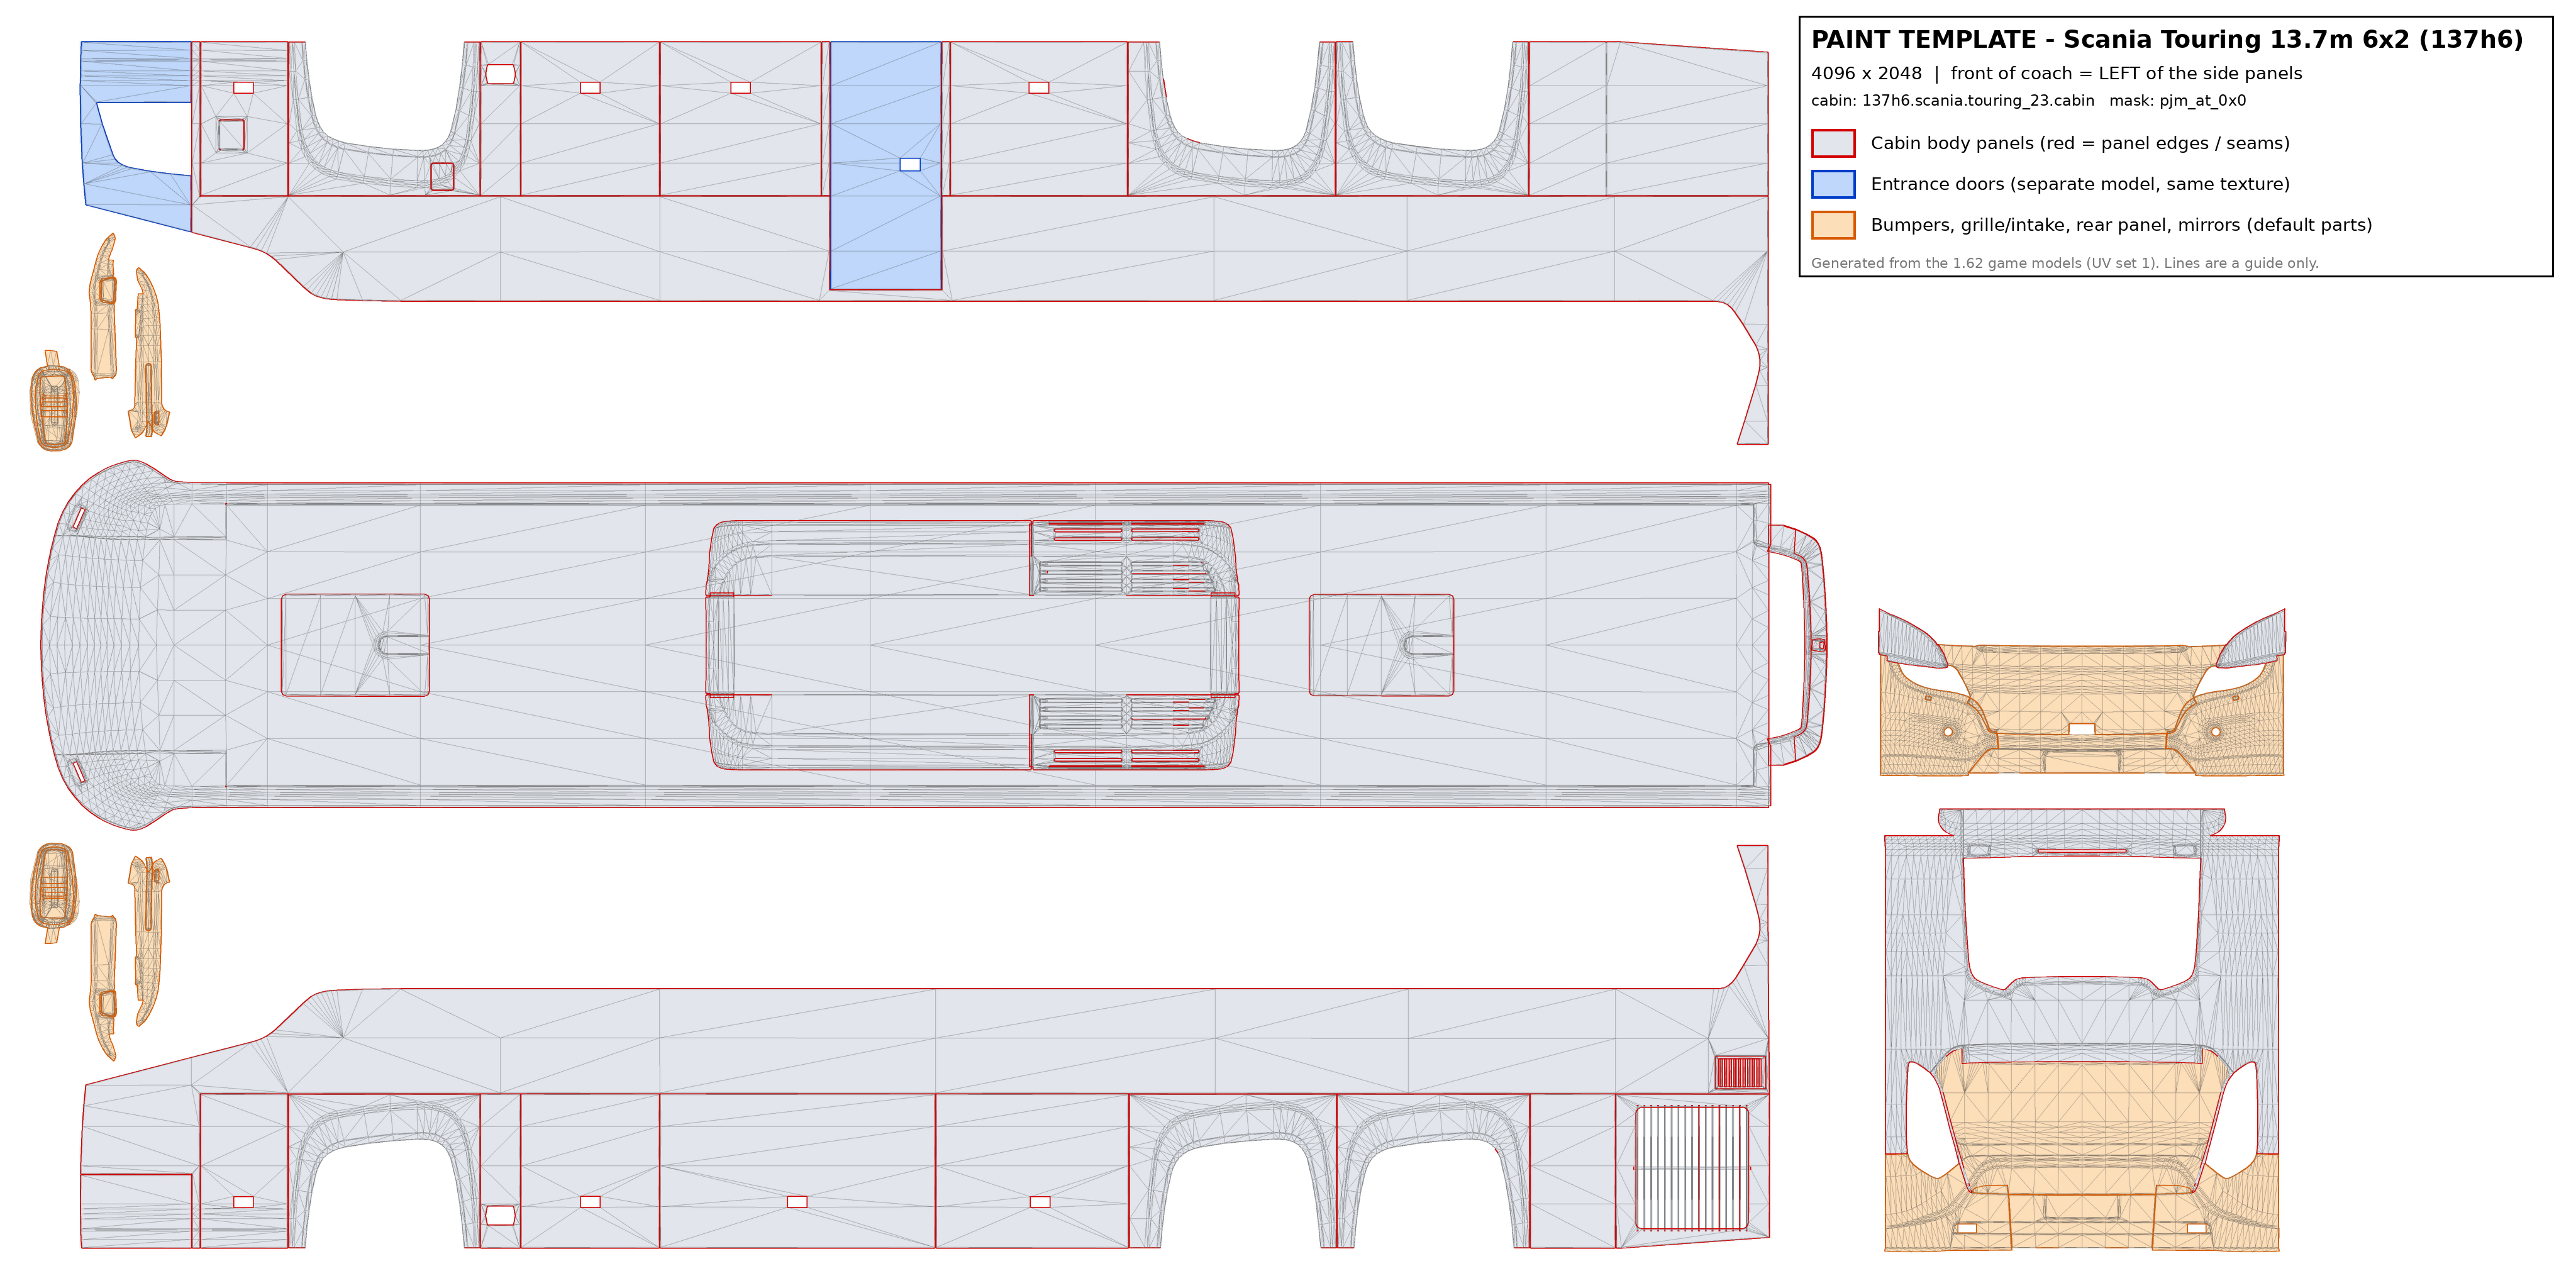 PAINT TEMPLATE - Scania Touring 13.7m 6x2 (137h6)
4096 x 2048 | front of coach = LEFT of the side panels
cabin: 137h6.scania.touring_23.cabin mask: pjm_at_0x0
Cabin body panels (red = panel edges / seams)
Entrance doors (separate model, same texture)
Bumpers, grille/intake, rear panel, mirrors (default parts)
Generated from the 1.62 game models (UV set 1). Lines are a guide only.